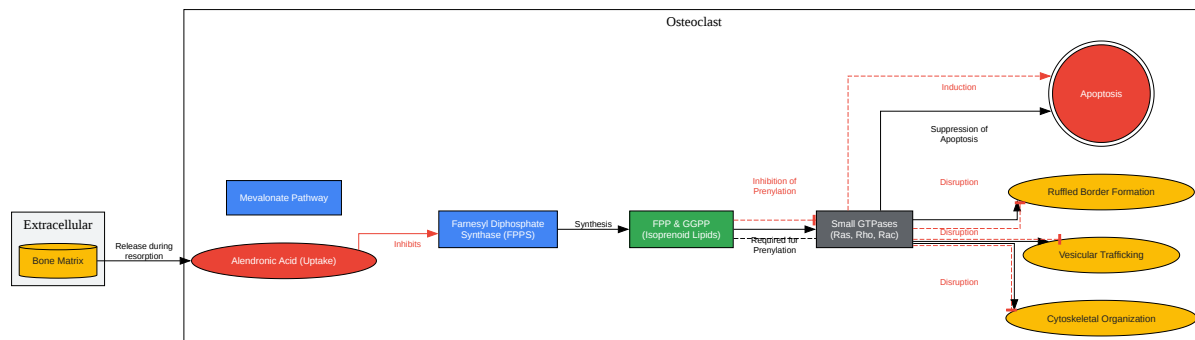 Osteoclast
Extracellular
Bone Matrix
Release during
resorption
Mevalonate Pathway
Alendronic Acid (Uptake)
Inhibits
Farnesyl Diphosphate
Synthase (FPPS)
Synthesis
FPP & GGPP
(Isoprenoid Lipids)
Inhibition of
Prenylation
Required for
Prenylation
Small GTPases
(Ras, Rho, Rac)
Induction
Suppression of
Apoptosis
Apoptosis
Disruption
Ruffled Border Formation
Disruption
Vesicular Trafficking
Disruption
Cytoskeletal Organization